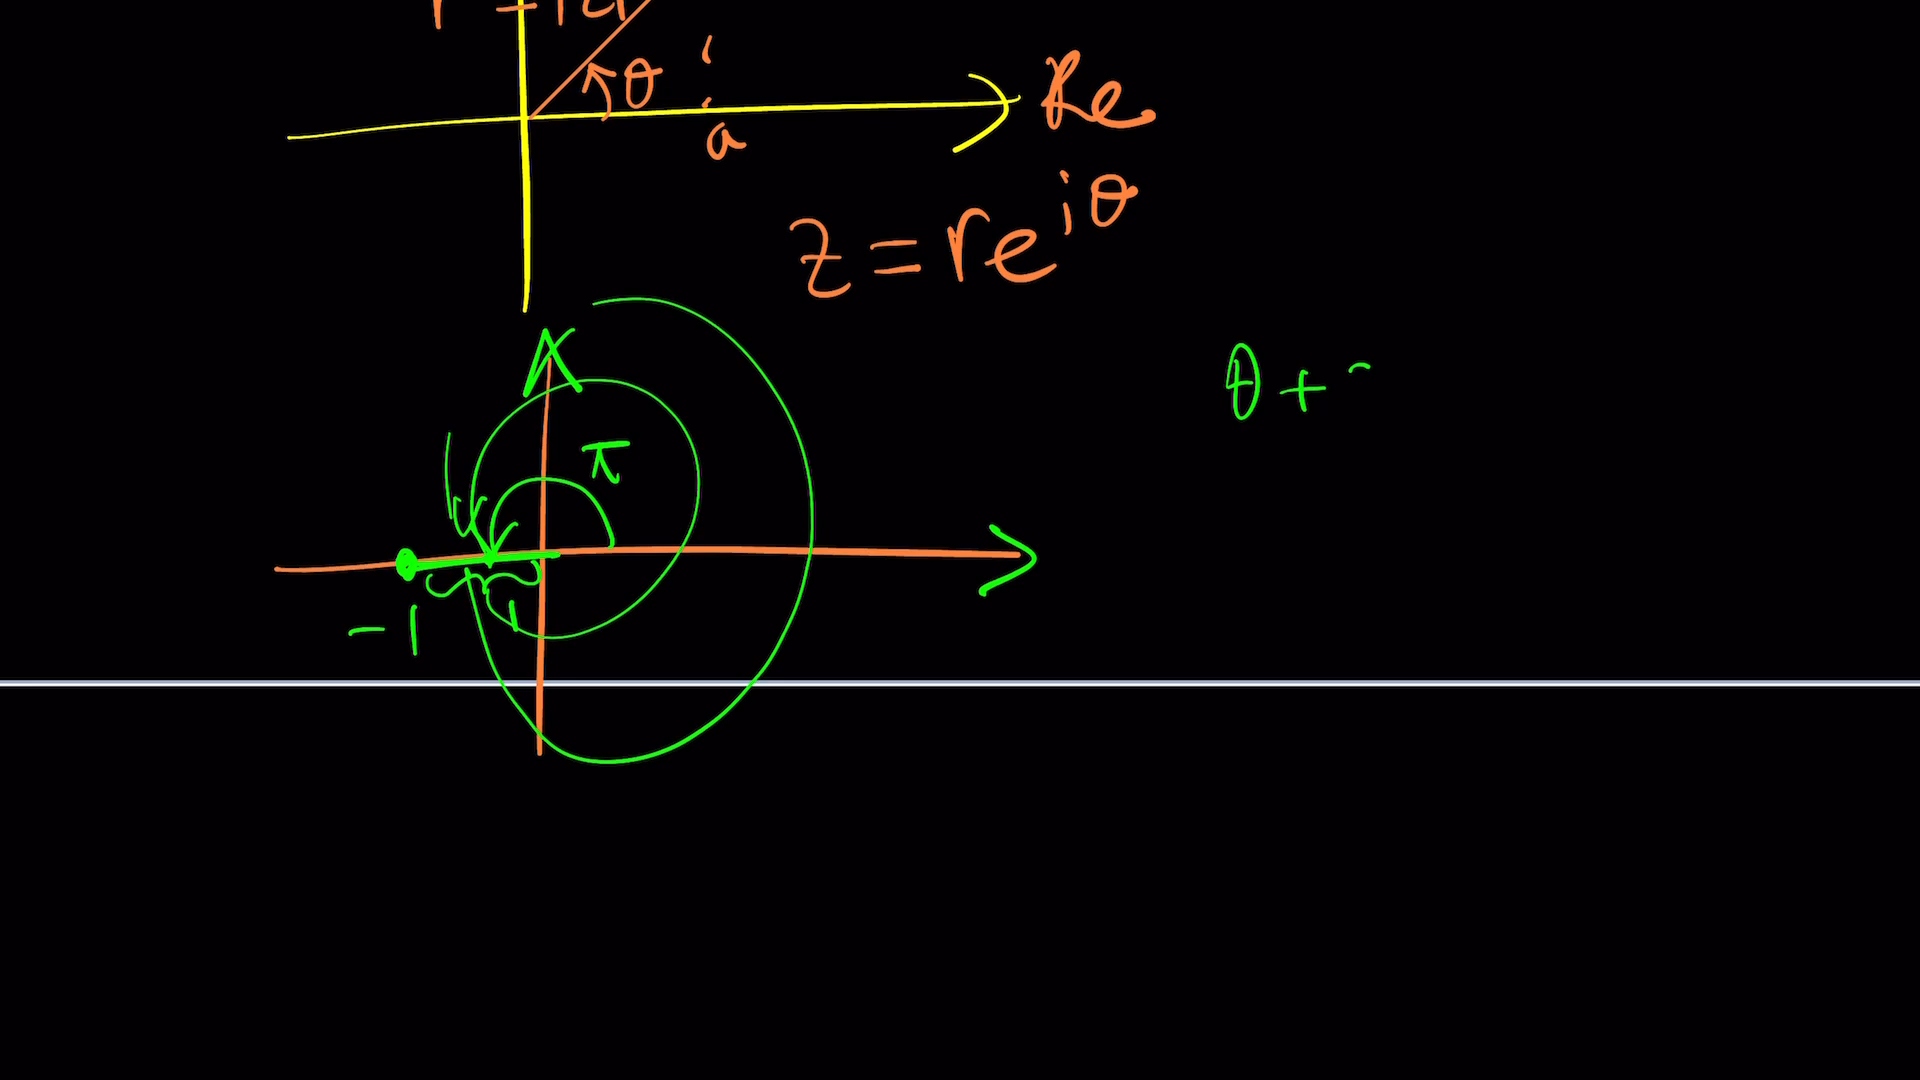 θ
Re
a
z = re^{iθ}
θ +
π
-1
1